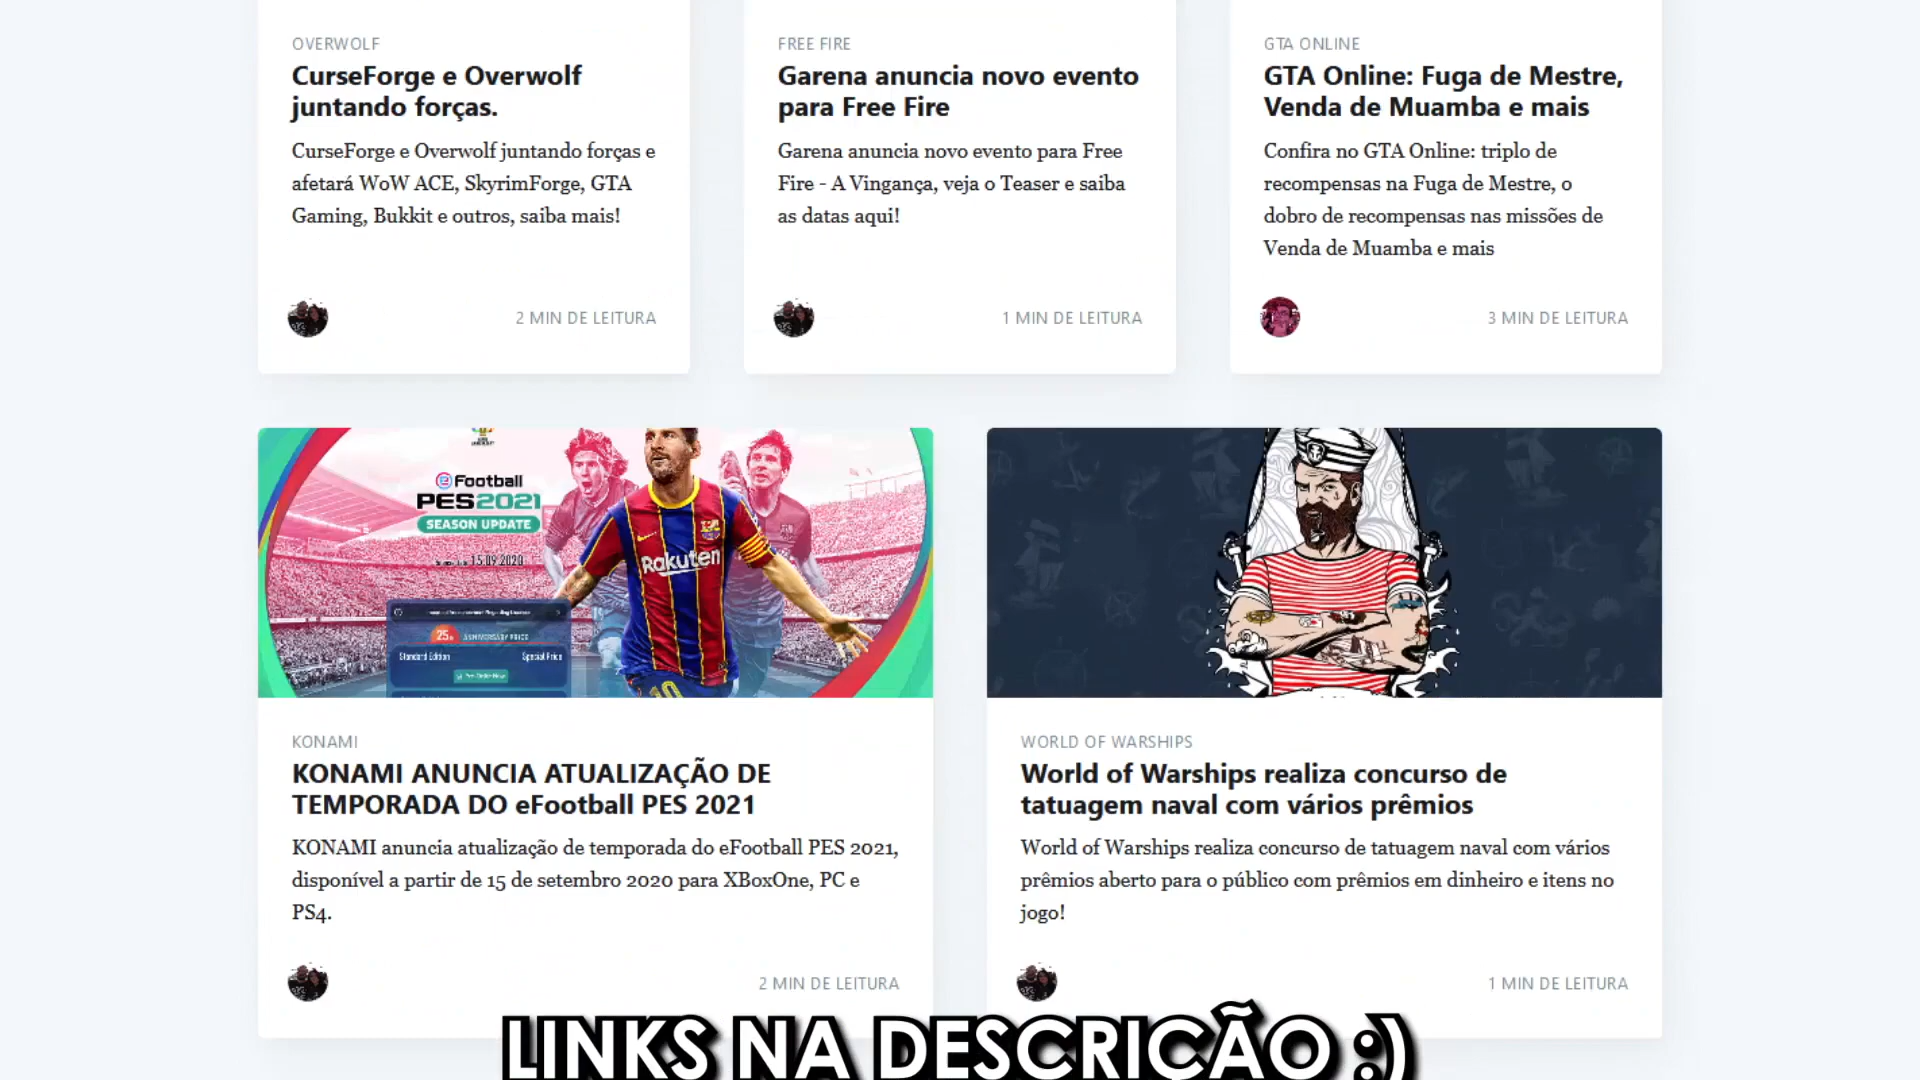 OVERWOLF
CurseForge e Overwolf
juntando forças.
CurseForge e Overwolf juntando forças e
afetará WoW ACE, SkyrimForge, GTA
Gaming, Bukkit e outros, saiba mais!
2 MIN DE LEITURA
FREE FIRE
Garena anuncia novo evento
para Free Fire
Garena anuncia novo evento para Free
Fire - A Vingança, veja o Teaser e saiba
as datas aqui!
1 MIN DE LEITURA
GTA ONLINE
GTA Online: Fuga de Mestre,
Venda de Muamba e mais
Confira no GTA Online: triplo de
recompensas na Fuga de Mestre, o
dobro de recompensas nas missões de
Venda de Muamba e mais
3 MIN DE LEITURA
eFootball
PES2021
SEASON UPDATE
15.09.2020
Rakuten
10
25th ANNIVERSARY PRICE
Standard Edition Special Price
Pre-Order Now
KONAMI
KONAMI ANUNCIA ATUALIZAÇÃO DE
TEMPORADA DO eFootball PES 2021
KONAMI anuncia atualização de temporada do eFootball PES 2021,
disponível a partir de 15 de setembro 2020 para XBoxOne, PC e
PS4.
2 MIN DE LEITURA
WORLD OF WARSHIPS
World of Warships realiza concurso de
tatuagem naval com vários prêmios
World of Warships realiza concurso de tatuagem naval com vários
prêmios aberto para o público com prêmios em dinheiro e itens no
jogo!
1 MIN DE LEITURA
LINKS NA DESCRIÇÃO :)